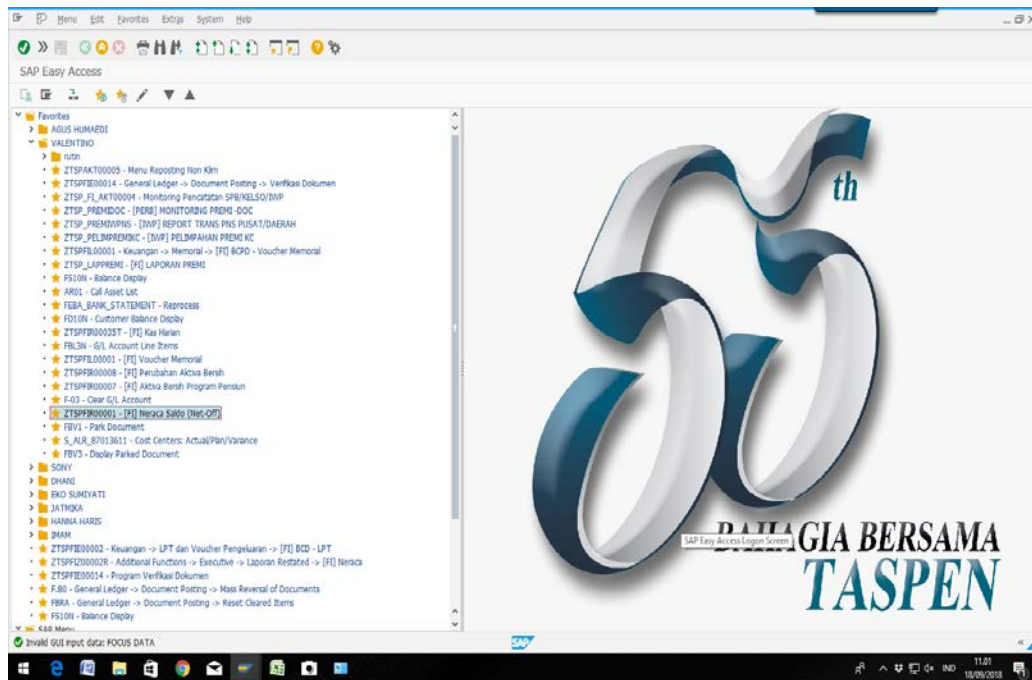 Menu Edit Favorites Extras System Help
SAP Easy Access
Favorites
AGUS HUMAEDI
VALENTINO
rutin
ZTSPAKT00005 - Menu Reposting Non Klim
ZTSPFIE00014 - General Ledger -> Document Posting -> Verifikasi Dokumen
ZTSP_FI_AKT00004 - Monitoring Pencatatan SPB/KELSO/IWP
ZTSP_PREMIDOC - [PERB] MONITORING PREMI -DOC
ZTSP_PREMIWPNS - [IWP] REPORT TRANS PNS PUSAT/DAERAH
ZTSP_PELIMPREMIKC - [IWP] PELIMPAHAN PREMI KC
ZTSPFIL00001 - Keuangan -> Memorial -> [FI] BCPD - Voucher Memorial
ZTSP_LAPPREMI - [FI] LAPORAN PREMI
FS10N - Balance Display
AR01 - Call Asset List
FEBA_BANK_STATEMENT - Reprocess
FD10N - Customer Balance Display
ZTSPFIR00035T - [FI] Kas Harian
FBL3N - G/L Account Line Items
ZTSPFIL00001 - [FI] Voucher Memorial
ZTSPFIR00008 - [FI] Perubahan Aktiva Bersih
ZTSPFIR00007 - [FI] Aktiva Bersih Program Pensiun
F-03 - Clear G/L Account
ZTSPFIR00001 - [FI] Neraca Saldo (Net-Off)
FBV1 - Park Document
S_ALR_87013611 - Cost Centers: Actual/Plan/Variance
FBV3 - Display Parked Document
SONY
DHANI
EKO SUMIYATI
JATMIKA
HANNA HARIS
IMAM
ZTSPFIE00002 - Keuangan -> LPT dan Voucher Pengeluaran -> [FI] BCD - LPT
ZTSPFIZ00002R - Additional Functions -> Executive -> Laporan Restated -> [FI] Neraca
ZTSPFIE00014 - Program Verifikasi Dokumen
F.80 - General Ledger -> Document Posting -> Mass Reversal of Documents
FBRA - General Ledger -> Document Posting -> Reset Cleared Items
FS10N - Balance Display
SAP Menu
55 th
SAP Easy Access Logon Screen
BAHAGIA BERSAMA
TASPEN
Invalid GUI input data: FOCUS DATA
SAP
IND
11.01
18/09/2018